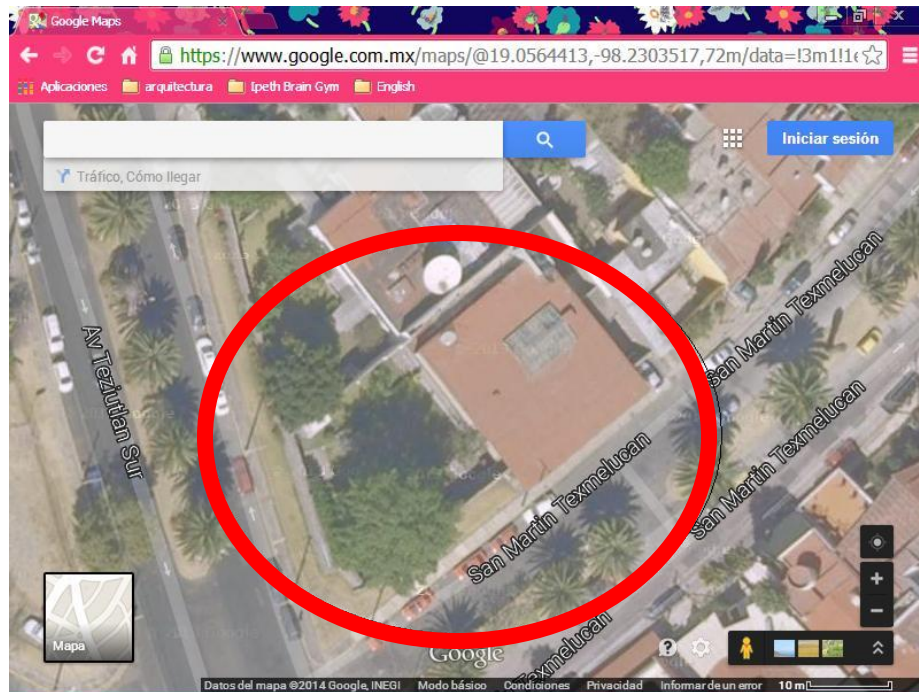 Google Maps
https://www.google.com.mx/maps/@19.0564413,-98.2303517,72m/data=!3m1!1e
Aplicaciones arquitectura Ipeth Brain Gym English
Iniciar sesión
Tráfico, Cómo llegar
San Martin Texmelucan
Av Teziutlan Sur
San Martin Texmelucan
San Martin Texmelucan
Texmelucan
Mapa
Google
Datos del mapa ©2014 Google, INEGI Modo básico Condiciones Privacidad Informar de un error 10 m